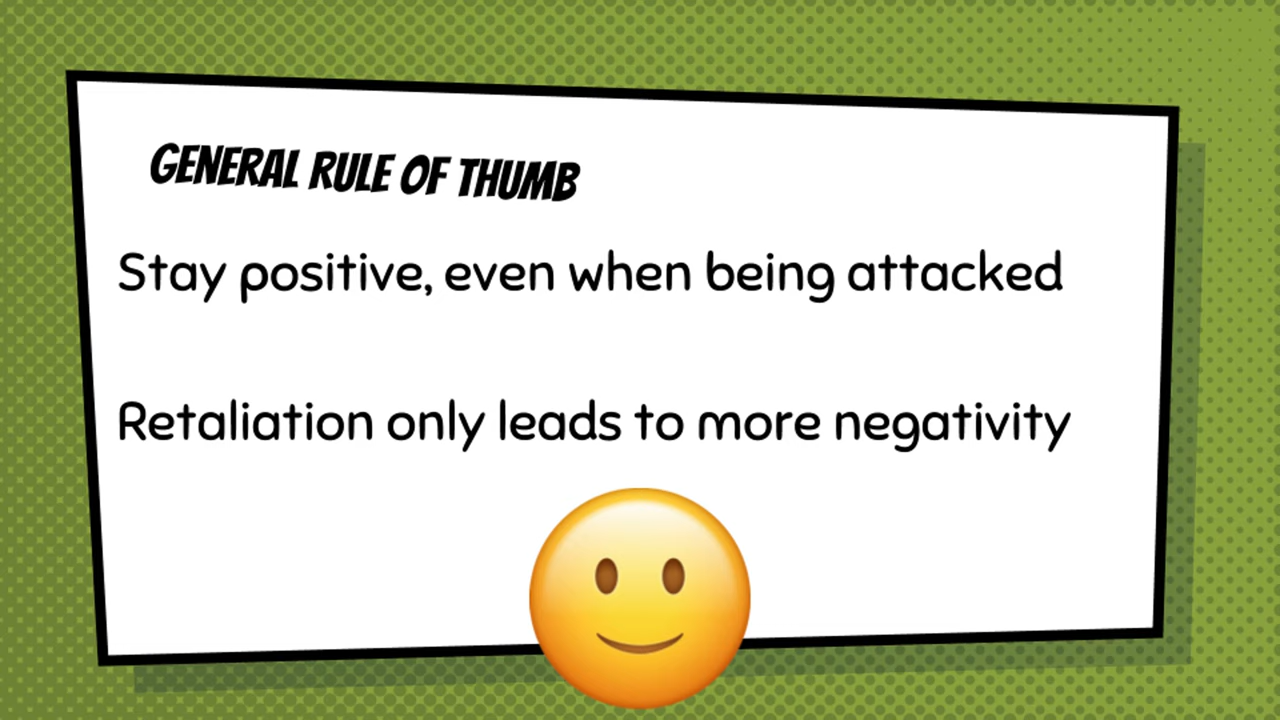 GENERAL RULE OF THUMB
Stay positive, even when being attacked
Retaliation only leads to more negativity